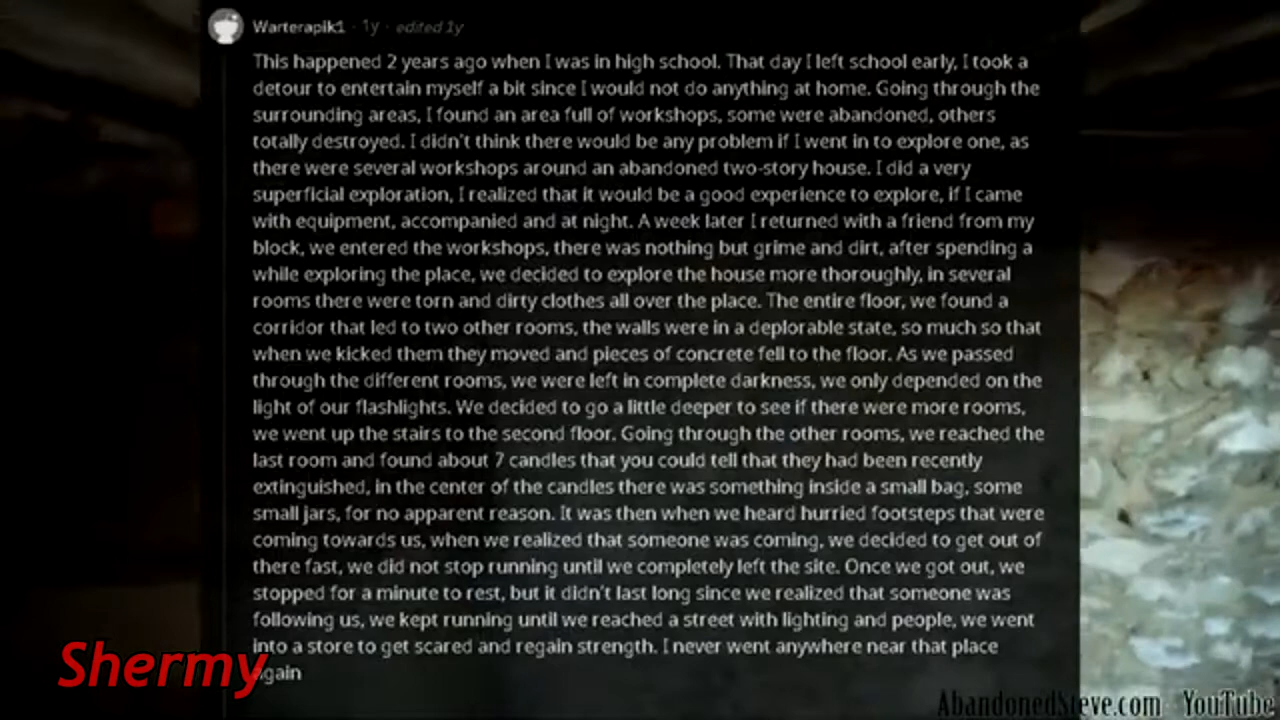 Warterapik1 · 1y · edited 1y
This happened 2 years ago when I was in high school. That day I left school early, I took a
detour to entertain myself a bit since I would not do anything at home. Going through the
surrounding areas, I found an area full of workshops, some were abandoned, others
totally destroyed. I didn't think there would be any problem if I went in to explore one, as
there were several workshops around an abandoned two-story house. I did a very
superficial exploration, I realized that it would be a good experience to explore, if I came
with equipment, accompanied and at night. A week later I returned with a friend from my
block, we entered the workshops, there was nothing but grime and dirt, after spending a
while exploring the place, we decided to explore the house more thoroughly, in several
rooms there were torn and dirty clothes all over the place. The entire floor, we found a
corridor that led to two other rooms, the walls were in a deplorable state, so much so that
when we kicked them they moved and pieces of concrete fell to the floor. As we passed
through the different rooms, we were left in complete darkness, we only depended on the
light of our flashlights. We decided to go a little deeper to see if there were more rooms,
we went up the stairs to the second floor. Going through the other rooms, we reached the
last room and found about 7 candles that you could tell that they had been recently
extinguished, in the center of the candles there was something inside a small bag, some
small jars, for no apparent reason. It was then when we heard hurried footsteps that were
coming towards us, when we realized that someone was coming, we decided to get out of
there fast, we did not stop running until we completely left the site. Once we got out, we
stopped for a minute to rest, but it didn't last long since we realized that someone was
following us, we kept running until we reached a street with lighting and people, we went
into a store to get scared and regain strength. I never went anywhere near that place
again
Shermy
AbandonedSteve.com - YouTube